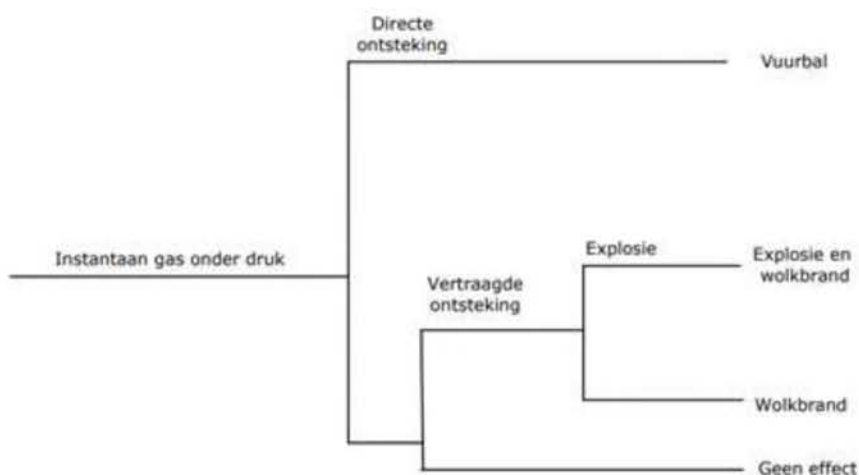 Directe
ontsteking
Vuurbal
Instantaan gas onder druk
Explosie
Explosie en
wolkbrand
Vertraagde
ontsteking
Wolkbrand
Geen effect